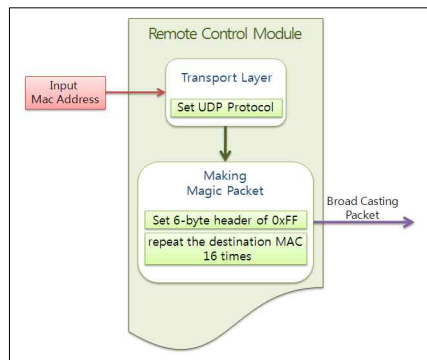 Remote Control Module
Transport Layer
Set UDP Protocol
Input
Mac Address
Making
Magic Packet
Set 6-byte header of 0xFF
repeat the destination MAC
16 times
Broad Casting
Packet